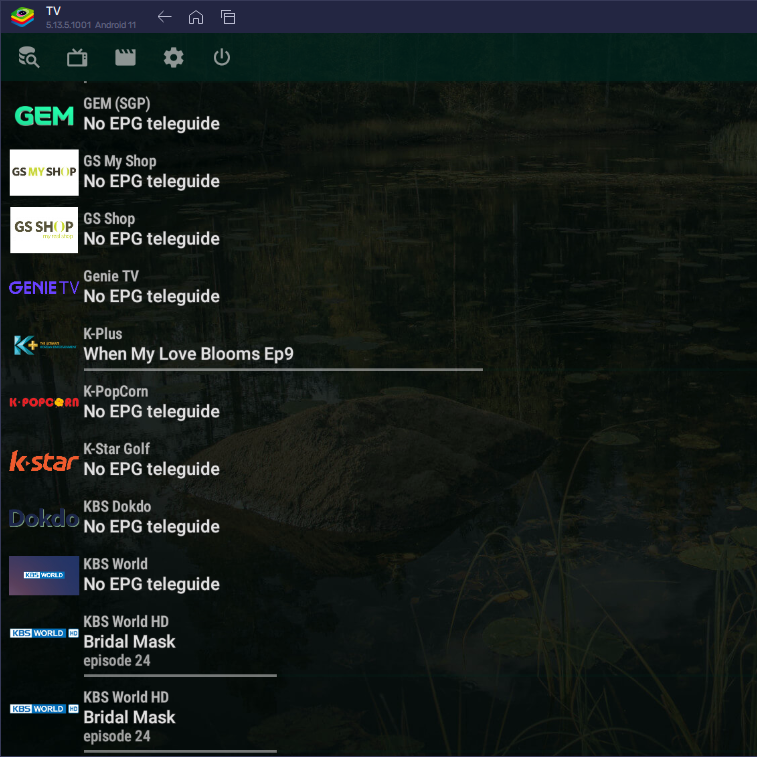 TV
5.13.5.1001 Android 11
GEM
GEM (SGP)
No EPG teleguide
GS MY SHOP
GS My Shop
No EPG teleguide
GS SHOP
my mall shop
GS Shop
No EPG teleguide
GENIE TV
Genie TV
No EPG teleguide
K+
K-Plus
When My Love Blooms Ep9
K·POPCORN
K-PopCorn
No EPG teleguide
k·star
K-Star Golf
No EPG teleguide
Dokdo
KBS Dokdo
No EPG teleguide
KBS WORLD
KBS World
No EPG teleguide
KBS WORLD HD
KBS World HD
Bridal Mask
episode 24
KBS WORLD HD
KBS World HD
Bridal Mask
episode 24